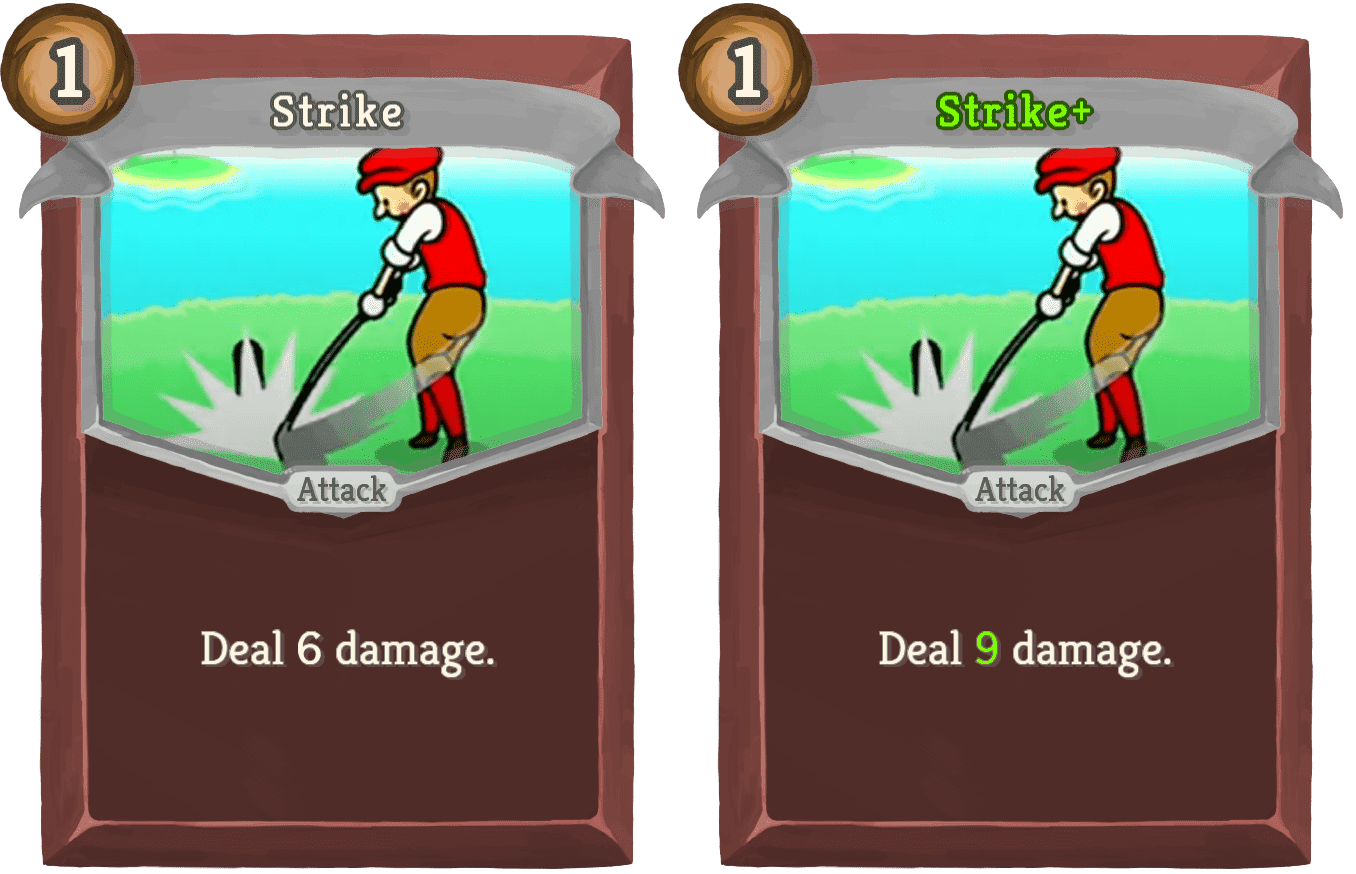 1
Strike
Attack
Deal 6 damage.
1
Strike+
Attack
Deal 9 damage.